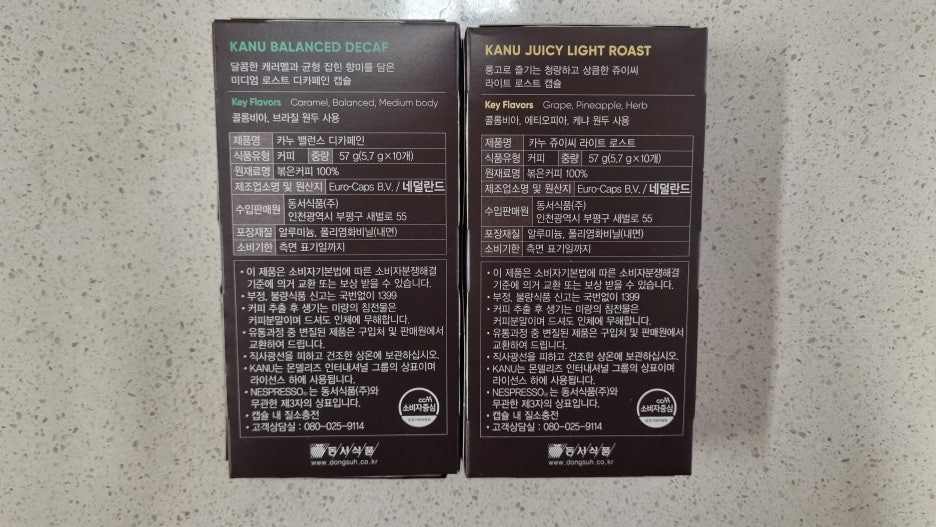 KANU BALANCED DECAF
달콤한 캐러멜과 균형 잡힌 향미를 담은
미디엄 로스트 디카페인 캡슐
Key Flavors Caramel, Balanced, Medium body
콜롬비아, 브라질 원두 사용
제품명 카누 밸런스 디카페인
식품유형 커피 중량 57 g(5.7 g×10개)
원재료명 볶은커피 100%
제조업소명 및 원산지 Euro-Caps B.V. / 네덜란드
수입판매원 동서식품(주)
인천광역시 부평구 새벌로 55
포장재질 알루미늄, 폴리염화비닐(내면)
소비기한 측면 표기일까지
• 이 제품은 소비자기본법에 따른 소비자분쟁해결
기준에 의거 교환 또는 보상 받을 수 있습니다.
• 부정, 불량식품 신고는 국번없이 1399
• 커피 추출 후 생기는 미량의 침전물은
커피분말이며 드셔도 인체에 무해합니다.
• 유통과정 중 변질된 제품은 구입처 및 판매원에서
교환하여 드립니다.
• 직사광선을 피하고 건조한 상온에 보관하십시오.
• KANU는 몬델리즈 인터내셔널 그룹의 상표이며
라이선스 하에 사용됩니다.
• NESPRESSO® 는 동서식품(주)와
무관한 제3자의 상표입니다.
• 캡슐 내 질소충전
• 고객상담실 : 080-025-9114
CCM
소비자중심
동서식품
www.dongsuh.co.kr
KANU JUICY LIGHT ROAST
롱고로 즐기는 청량하고 상큼한 쥬이씨
라이트 로스트 캡슐
Key Flavors Grape, Pineapple, Herb
콜롬비아, 에티오피아, 케냐 원두 사용
제품명 카누 쥬이씨 라이트 로스트
식품유형 커피 중량 57 g(5.7 g×10개)
원재료명 볶은커피 100%
제조업소명 및 원산지 Euro-Caps B.V. / 네덜란드
수입판매원 동서식품(주)
인천광역시 부평구 새벌로 55
포장재질 알루미늄, 폴리염화비닐(내면)
소비기한 측면 표기일까지
• 이 제품은 소비자기본법에 따른 소비자분쟁해결
기준에 의거 교환 또는 보상 받을 수 있습니다.
• 부정, 불량식품 신고는 국번없이 1399
• 커피 추출 후 생기는 미량의 침전물은
커피분말이며 드셔도 인체에 무해합니다.
• 유통과정 중 변질된 제품은 구입처 및 판매원에서
교환하여 드립니다.
• 직사광선을 피하고 건조한 상온에 보관하십시오.
• KANU는 몬델리즈 인터내셔널 그룹의 상표이며
라이선스 하에 사용됩니다.
• NESPRESSO® 는 동서식품(주)와
무관한 제3자의 상표입니다.
• 캡슐 내 질소충전
• 고객상담실 : 080-025-9114
CCM
소비자중심
동서식품
www.dongsuh.co.kr